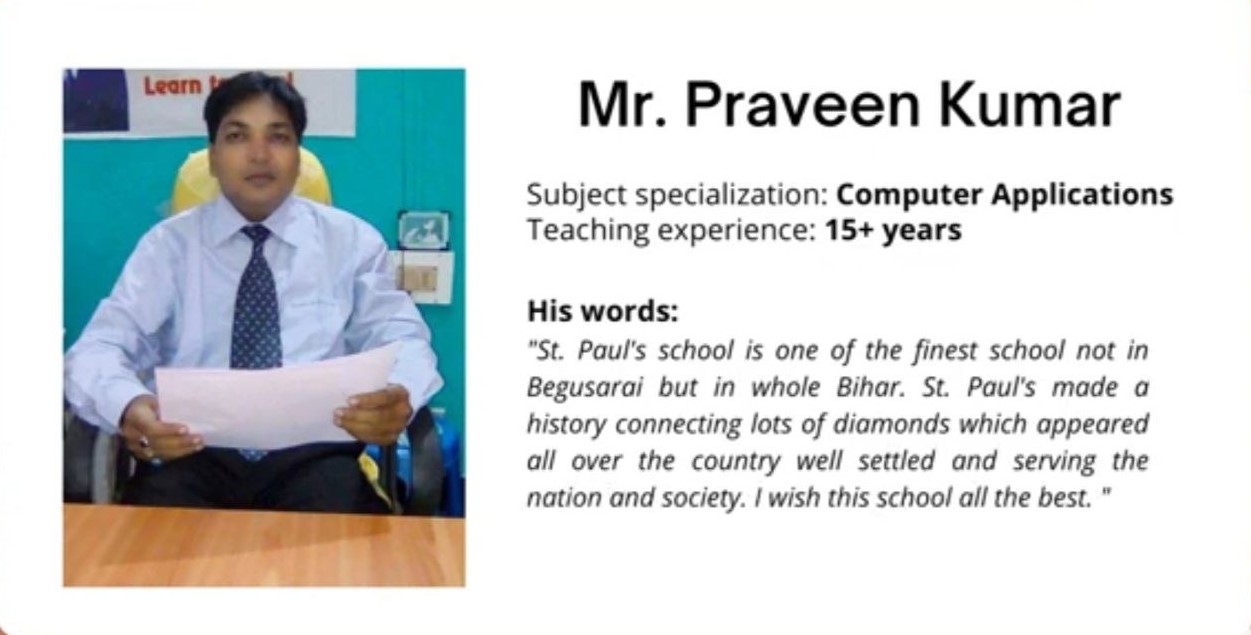 Learn t
Mr. Praveen Kumar
Subject specialization: Computer Applications
Teaching experience: 15+ years
His words:
"St. Paul's school is one of the finest school not in
Begusarai but in whole Bihar. St. Paul's made a
history connecting lots of diamonds which appeared
all over the country well settled and serving the
nation and society. I wish this school all the best. "